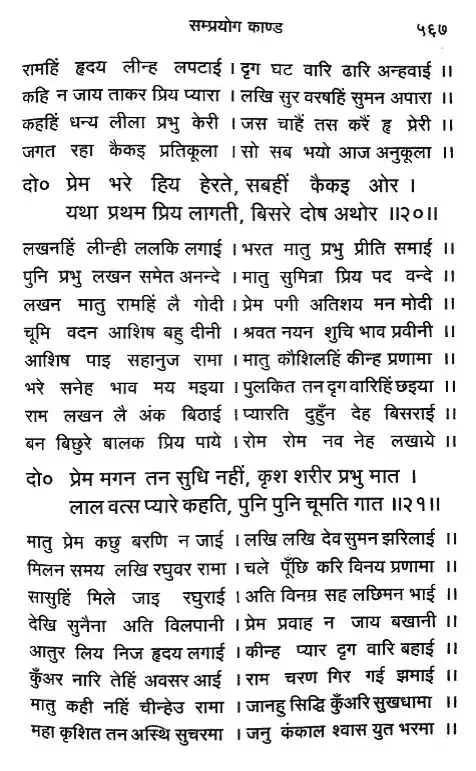 सम्प्रयोग काण्ड ५६७
रामहिं हृदय लीन्ह लपटाई । दृग घट वारि ढारि अन्हवाई ।।
कहि न जाय ताकर प्रिय प्यारा । लखि सुर वरषहिं सुमन अपारा ।।
कहहिं धन्य लीला प्रभु केरी । जस चाहैं तस करैं हृ प्रेरी ।।
जगत रहा कैकइ प्रतिकूला । सो सब भयो आज अनुकूला ।।
दो० प्रेम भरे हिय हेरते, सबहीं कैकइ ओर ।
यथा प्रथम प्रिय लागती, बिसरे दोष अथोर ।।२०।।
लखनहिं लीन्ही ललकि लगाई । भरत मातु प्रभु प्रीति समाई ।।
पुनि प्रभु लखन समेत अनन्दे । मातु सुमित्रा प्रिय पद वन्दे ।।
लखन मातु रामहिं लै गोदी । प्रेम पगी अतिशय मन मोदी ।।
चूमि वदन आशिष बहु दीनी । श्रवत नयन शुचि भाव प्रवीनी ।।
आशिष पाइ सहानुज रामा । मातु कौशिलहिं कीन्ह प्रणामा ।।
भरे सनेह भाव मय मइया । पुलकित तन दृग वारिहिं छइया ।।
राम लखन लै अंक बिठाई । प्यारति दुहुँन देह बिसराई ।।
बन बिछुरे बालक प्रिय पाये । रोम रोम नव नेह लखाये ।।
दो० प्रेम मगन तन सुधि नहीं, कृश शरीर प्रभु मात ।
लाल वत्स प्यारे कहति, पुनि पुनि चूमति गात ।।२१।।
मातु प्रेम कछु बरणि न जाई । लखि लखि देव सुमन झरिलाई ।।
मिलन समय लखि रघुवर रामा । चले पूँछि करि विनय प्रणामा ।।
सासुहिं मिले जाइ रघुराई । अति विनम्र सह लछिमन भाई ।।
देखि सुनैना अति विलपानी । प्रेम प्रवाह न जाय बखानी ।।
आतुर लिय निज हृदय लगाई । कीन्ह प्यार दृग वारि बहाई ।।
कुँअर नारि तेहिं अवसर आई । राम चरण गिर गई झमाई ।।
मातु कही नहिं चीन्हेउ रामा । जानहु सिद्धि कुँअरि सुखधामा ।।
महा कृशित तन अस्थि सुचरमा । जनु कंकाल श्वास युत भरमा ।।